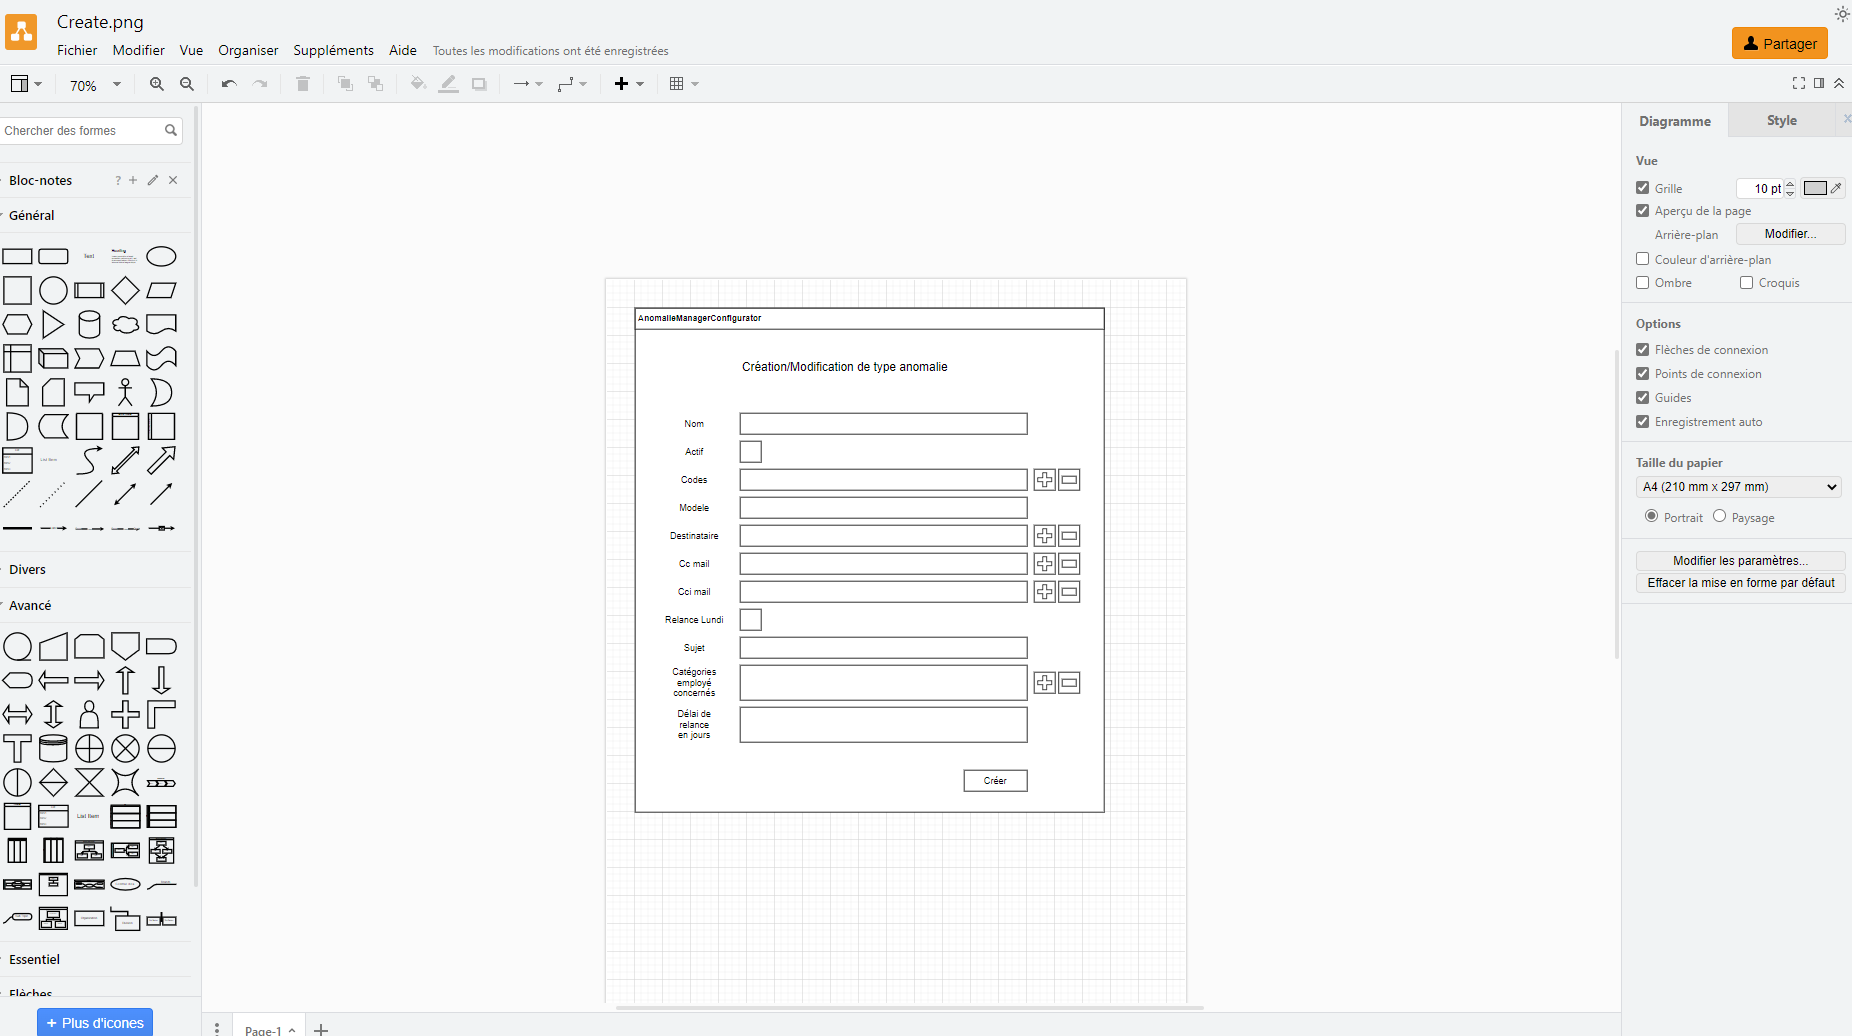 Create.png
Fichier Modifier Vue Organiser Suppléments Aide Toutes les modifications ont été enregistrées
Partager
70%
Chercher des formes
Bloc-notes ?
Général
Text
Heading
List Item
Divers
Avancé
List Item
Essentiel
Flèches
+ Plus d'icones
AnomalieManagerConfigurator
Création/Modification de type anomalie
Nom
Actif
Codes
Modele
Destinataire
Cc mail
Cci mail
Relance Lundi
Sujet
Catégories
employé
concernés
Délai de
relance
en jours
Créer
Page-1
Diagramme Style
Vue
Grille 10 pt
Aperçu de la page
Arrière-plan Modifier...
Couleur d'arrière-plan
Ombre Croquis
Options
Flèches de connexion
Points de connexion
Guides
Enregistrement auto
Taille du papier
A4 (210 mm x 297 mm)
Portrait Paysage
Modifier les paramètres...
Effacer la mise en forme par défaut